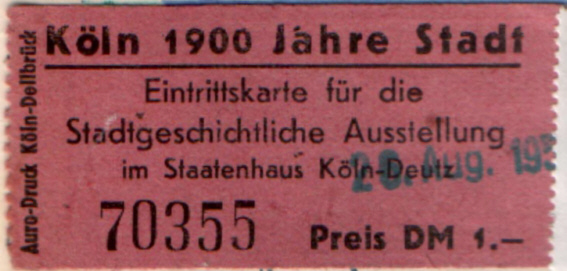 Köln 1900 Jahre Stadt
Eintrittskarte für die
Stadtgeschichtliche Ausstellung
im Staatenhaus Köln-Deutz
70355 Preis DM 1.—
Auro-Druck Köln-Dellbrück
Aug. 195